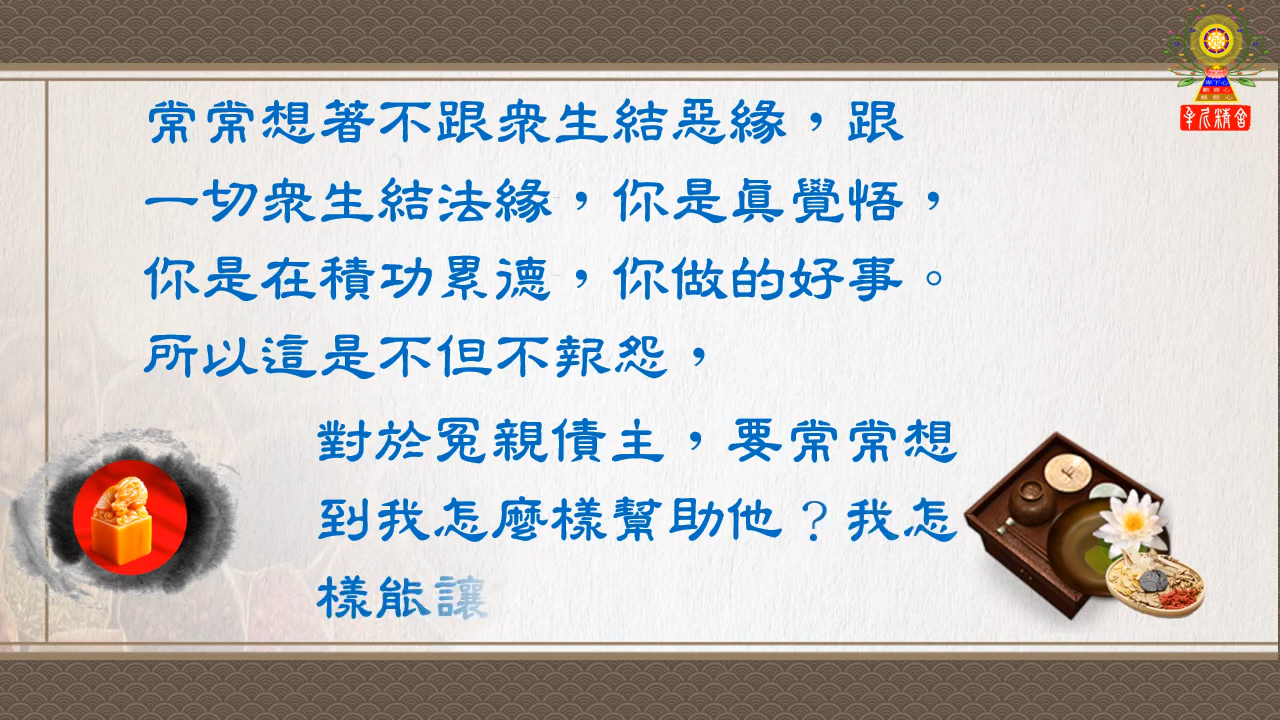 常常想著不跟衆生結惡緣，跟
一切衆生結法緣，你是眞覺悟，
你是在積功累德，你做的好事。
所以這是不但不報怨，
對於冤親債主，要常常想
到我怎麼樣幫助他？我怎
樣能讓